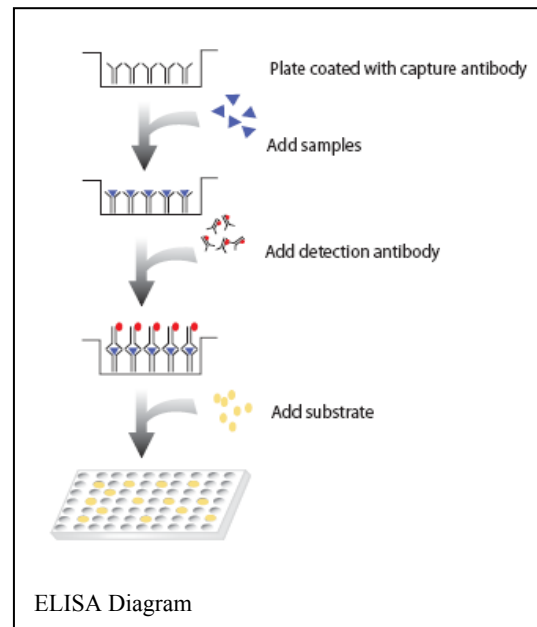 Plate coated with capture antibody
Add samples
Add detection antibody
Add substrate
ELISA Diagram